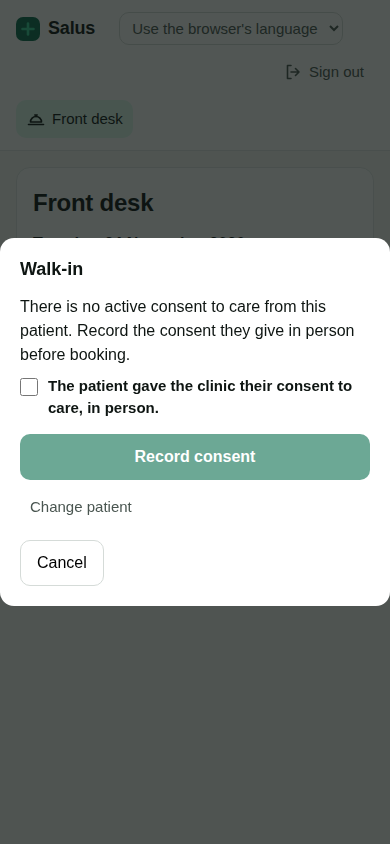 Salus
Use the browser's language
Sign out
Front desk
Front desk
Walk-in
There is no active consent to care from this
patient. Record the consent they give in person
before booking.
The patient gave the clinic their consent to
care, in person.
Record consent
Change patient
Cancel